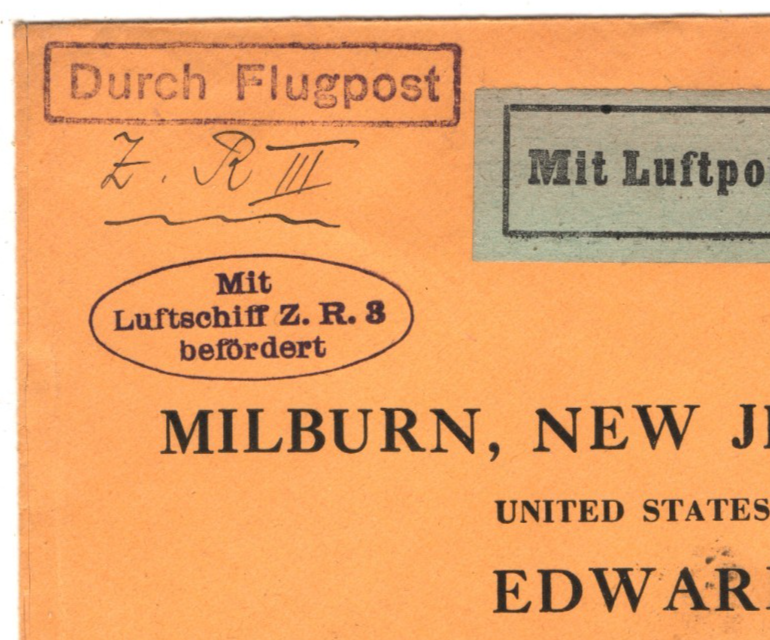 Durch Flugpost
Z. R III
Mit Luftpo
Mit
Luftschiff Z. R. 3
befördert
MILBURN, NEW J
UNITED STATES
EDWAR